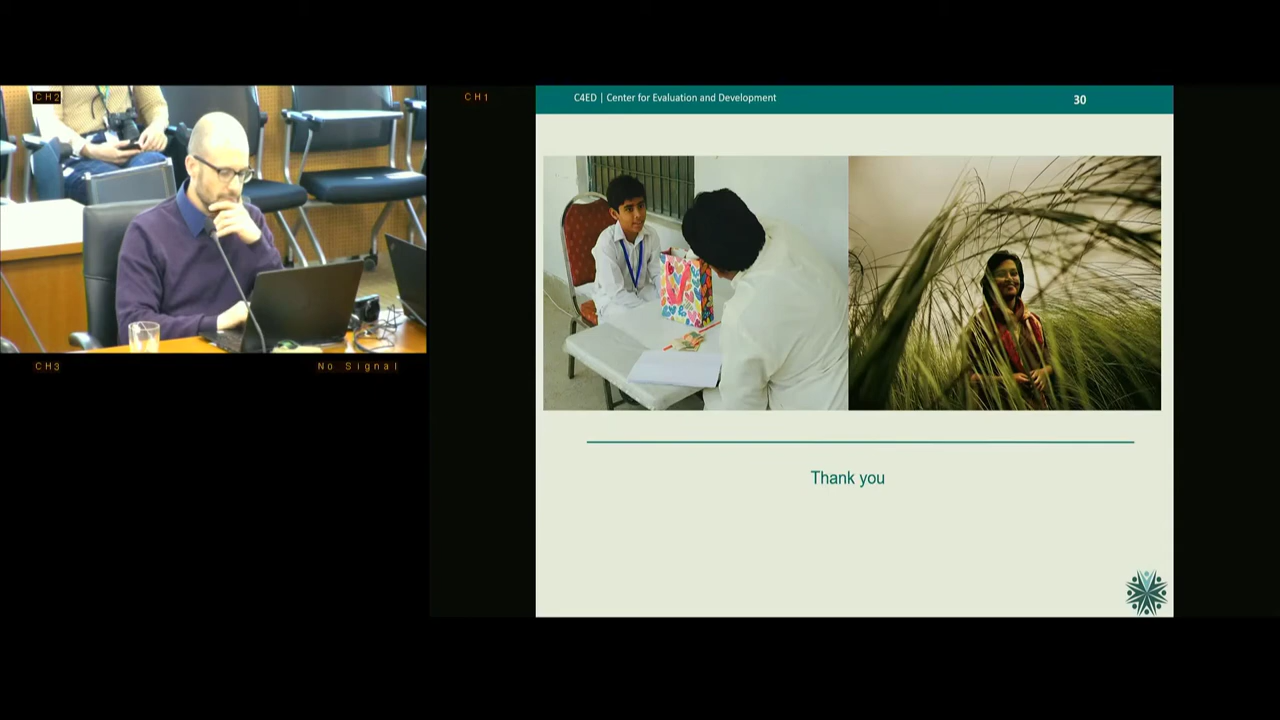 CH2
CH1
C4ED | Center for Evaluation and Development
30
CH3
No Signal
Thank you